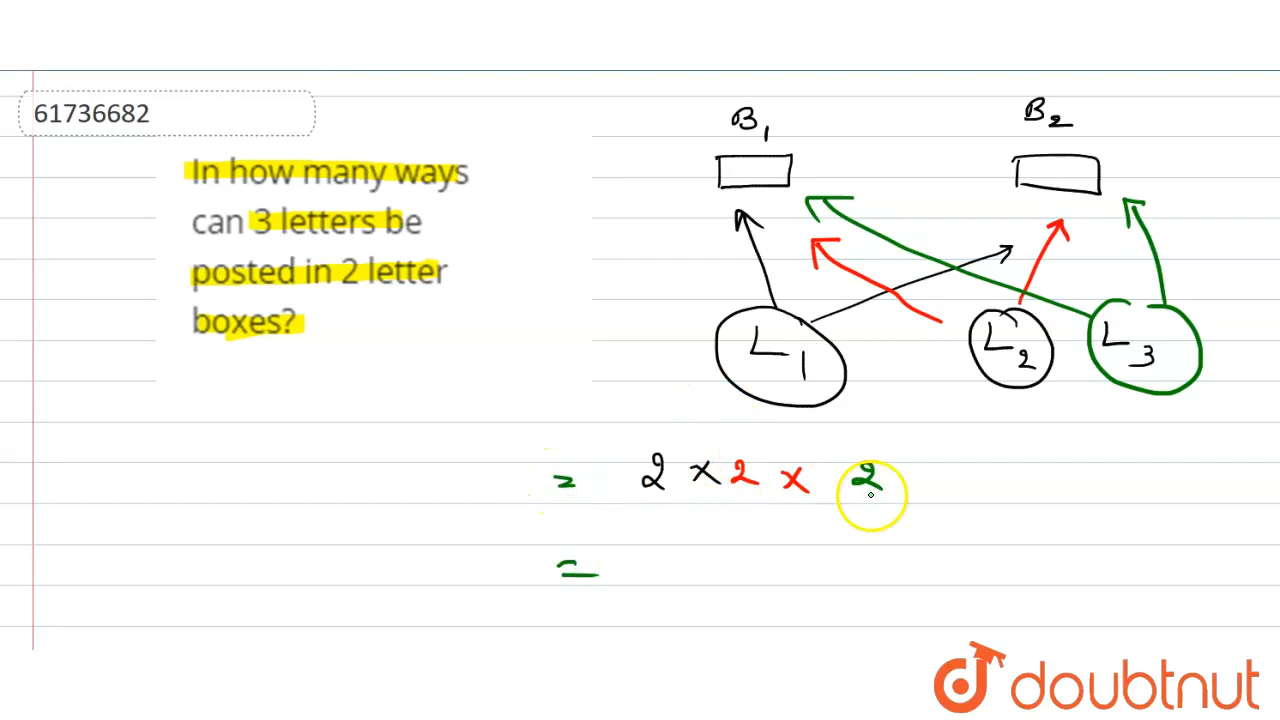 61736682
In how many ways
can 3 letters be
posted in 2 letter
boxes?
B1 B2
L1 L2 L3
= 2 × 2 × 2
=
doubtnut